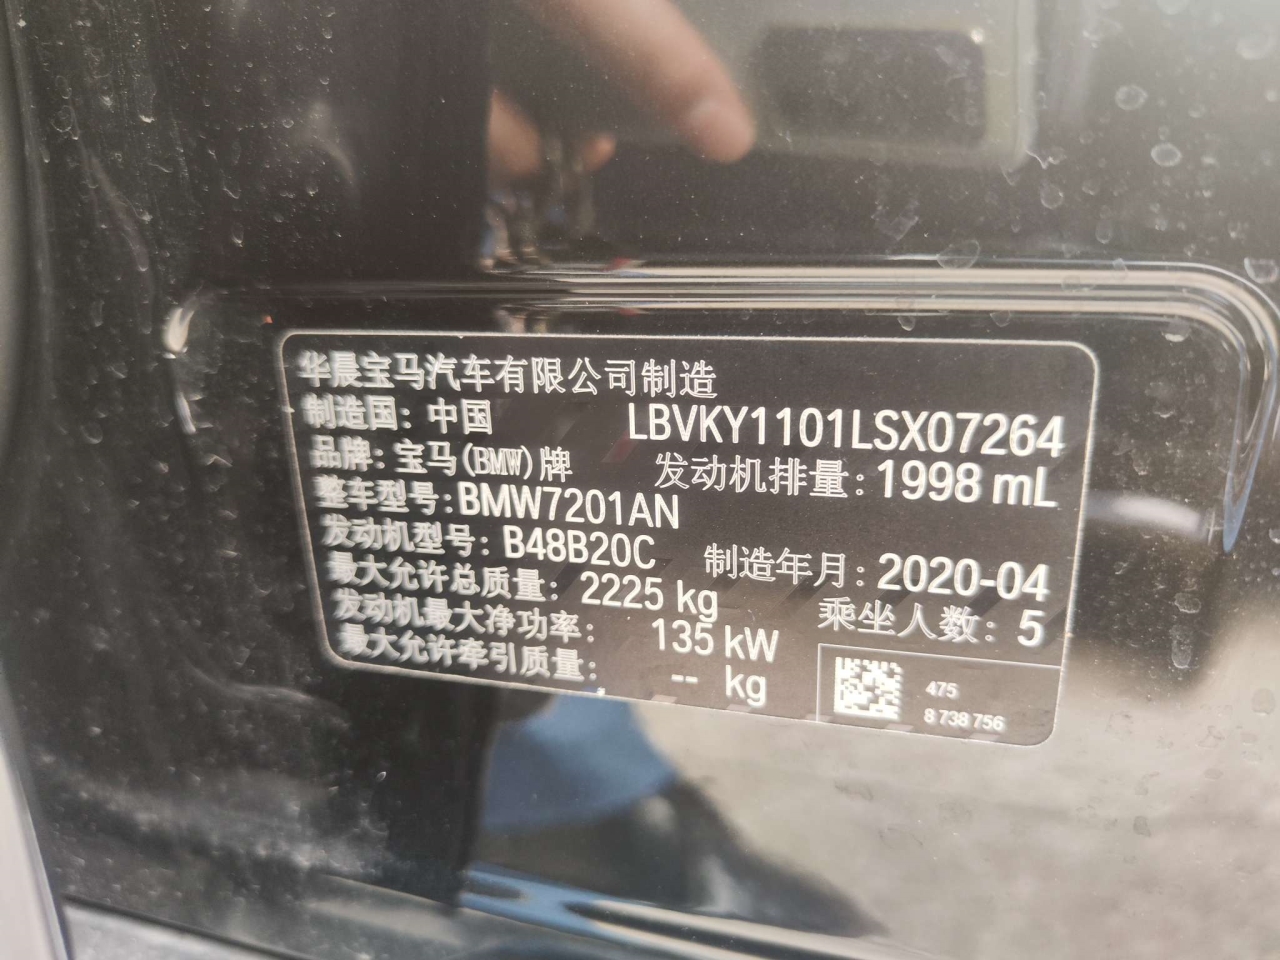 华晨宝马汽车有限公司制造
制造国：中国 LBVKY1101LSX07264
品牌：宝马(BMW)牌 发动机排量：1998 mL
整车型号：BMW7201AN
发动机型号：B48B20C 制造年月：2020-04
最大允许总质量：2225 kg 乘坐人数：5
发动机最大净功率：135 kW
最大允许牵引质量：-- kg
475
8 738 756